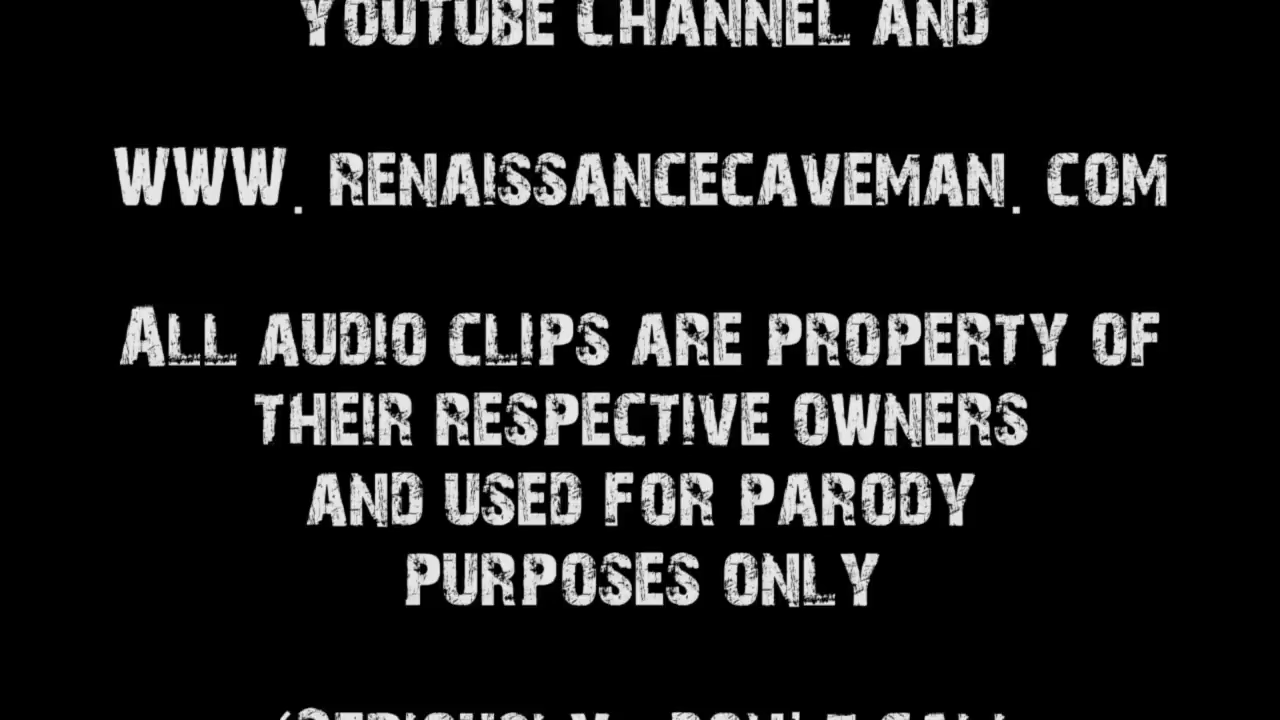 YOUTUBE CHANNEL AND
WWW. RENAISSANCECAVEMAN. COM
ALL AUDIO CLIPS ARE PROPERTY OF
THEIR RESPECTIVE OWNERS
AND USED FOR PARODY
PURPOSES ONLY